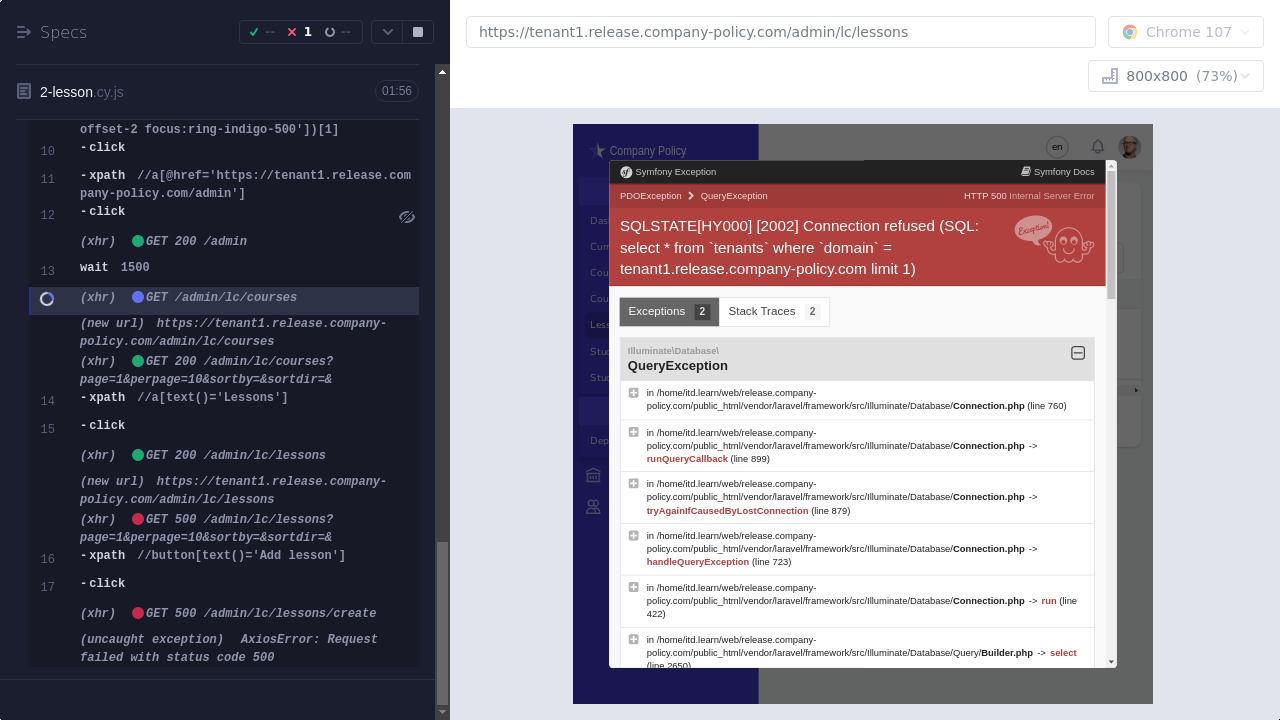 Specs
--
1
--
2-lesson.cy.js
01:56
offset-2 focus:ring-indigo-500'])[1]
10 -click
11 -xpath //a[@href='https://tenant1.release.com
pany-policy.com/admin']
12 -click
(xhr) GET 200 /admin
13 wait 1500
(xhr) GET /admin/lc/courses
(new url) https://tenant1.release.company-
policy.com/admin/lc/courses
(xhr) GET 200 /admin/lc/courses?
page=1&perpage=10&sortby=&sortdir=&
14 -xpath //a[text()='Lessons']
15 -click
(xhr) GET 200 /admin/lc/lessons
(new url) https://tenant1.release.company-
policy.com/admin/lc/lessons
(xhr) GET 500 /admin/lc/lessons?
page=1&perpage=10&sortby=&sortdir=&
16 -xpath //button[text()='Add lesson']
17 -click
(xhr) GET 500 /admin/lc/lessons/create
(uncaught exception) AxiosError: Request
failed with status code 500
https://tenant1.release.company-policy.com/admin/lc/lessons
Chrome 107
800x800 (73%)
Company Policy
en
Symfony Exception
Symfony Docs
PDOException QueryException
HTTP 500 Internal Server Error
SQLSTATE[HY000] [2002] Connection refused (SQL:
select * from `tenants` where `domain` =
tenant1.release.company-policy.com limit 1)
Exception!
Exceptions 2
Stack Traces 2
Illuminate\Database\
QueryException
in /home/itd.learn/web/release.company-
policy.com/public_html/vendor/laravel/framework/src/Illuminate/Database/Connection.php (line 760)
in /home/itd.learn/web/release.company-
policy.com/public_html/vendor/laravel/framework/src/Illuminate/Database/Connection.php ->
runQueryCallback (line 899)
in /home/itd.learn/web/release.company-
policy.com/public_html/vendor/laravel/framework/src/Illuminate/Database/Connection.php ->
tryAgainIfCausedByLostConnection (line 879)
in /home/itd.learn/web/release.company-
policy.com/public_html/vendor/laravel/framework/src/Illuminate/Database/Connection.php ->
handleQueryException (line 723)
in /home/itd.learn/web/release.company-
policy.com/public_html/vendor/laravel/framework/src/Illuminate/Database/Connection.php -> run (line
422)
in /home/itd.learn/web/release.company-
policy.com/public_html/vendor/laravel/framework/src/Illuminate/Database/Query/Builder.php -> select
(line 2650)